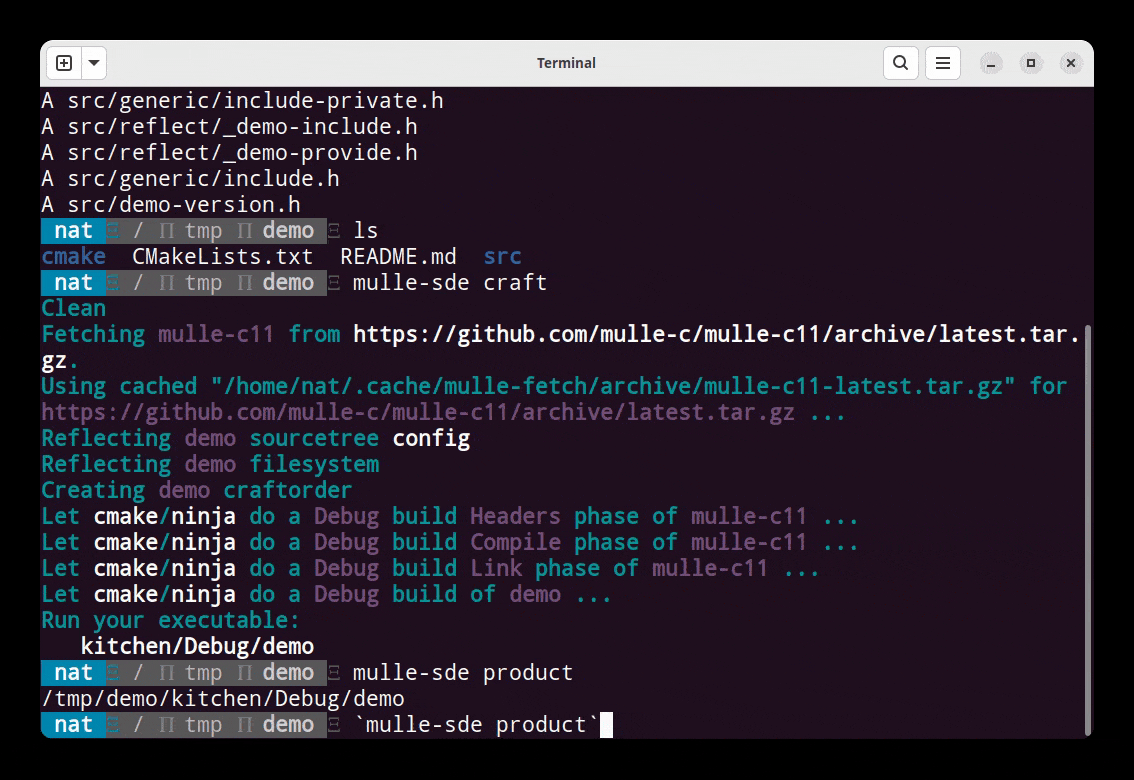 Terminal
A src/generic/include-private.h
A src/reflect/_demo-include.h
A src/reflect/_demo-provide.h
A src/generic/include.h
A src/demo-version.h
nat / ∏ tmp ∏ demo Ξ ls
cmake CMakeLists.txt README.md src
nat / ∏ tmp ∏ demo Ξ mulle-sde craft
Clean
Fetching mulle-c11 from https://github.com/mulle-c/mulle-c11/archive/latest.tar.
gz.
Using cached "/home/nat/.cache/mulle-fetch/archive/mulle-c11-latest.tar.gz" for
https://github.com/mulle-c/mulle-c11/archive/latest.tar.gz ...
Reflecting demo sourcetree config
Reflecting demo filesystem
Creating demo craftorder
Let cmake/ninja do a Debug build Headers phase of mulle-c11 ...
Let cmake/ninja do a Debug build Compile phase of mulle-c11 ...
Let cmake/ninja do a Debug build Link phase of mulle-c11 ...
Let cmake/ninja do a Debug build of demo ...
Run your executable:
kitchen/Debug/demo
nat / ∏ tmp ∏ demo Ξ mulle-sde product
/tmp/demo/kitchen/Debug/demo
nat / ∏ tmp ∏ demo Ξ `mulle-sde product`